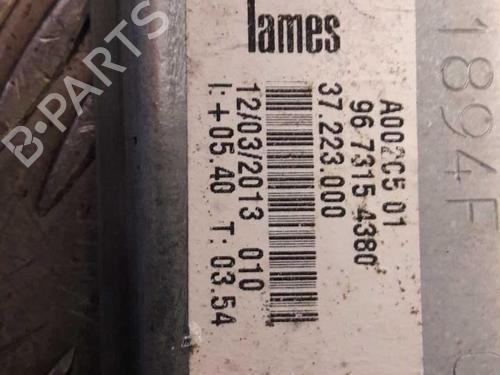 lames
A002C5 01
96 7315 4380
37.223.000
12/03/2013 010
I:+05.40 T:03.54
1894F
B-PARTS